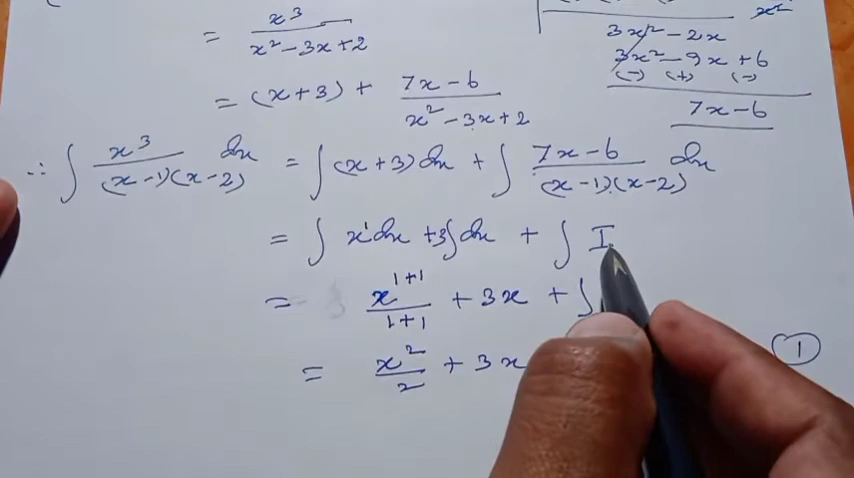 = x³ / x² - 3x + 2
= (x + 3) + 7x - 6 / x² - 3x + 2
∴ ∫ x³ / (x - 1)(x - 2) dx = ∫ (x + 3) dx + ∫ 7x - 6 / (x - 1)(x - 2) dx
= ∫ x¹ dx + 3∫ dx + ∫ I
= x¹⁺¹ / 1+1 + 3x + ∫
= x² / 2 + 3x
1
x²
3x² - 2x
3x² - 9x + 6
(-) (+) (-)
7x - 6